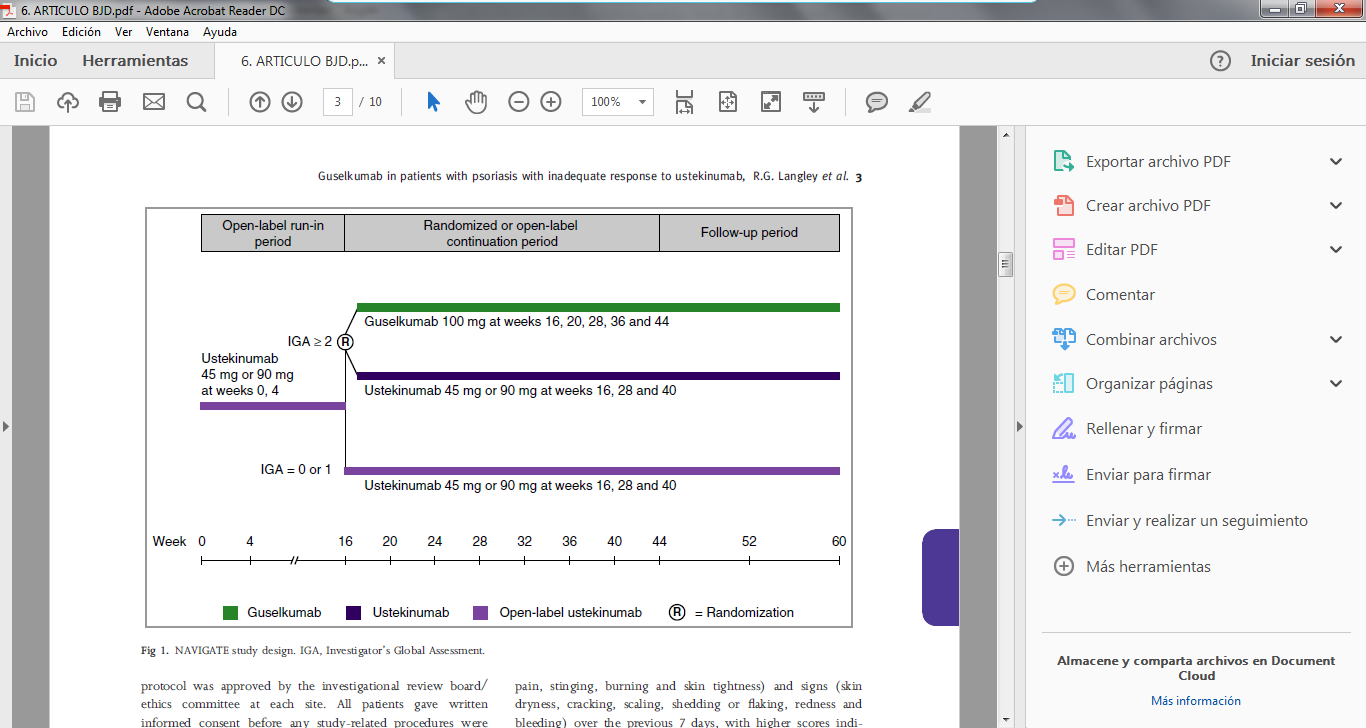 6. ARTICULO BJD.pdf - Adobe Acrobat Reader DC
Archivo Edición Ver Ventana Ayuda
Inicio Herramientas 6. ARTICULO BJD.p... × Iniciar sesión
3 / 10 100%
Guselkumab in patients with psoriasis with inadequate response to ustekinumab, R.G. Langley et al. 3
Open-label run-in
period
Randomized or open-label
continuation period
Follow-up period
Guselkumab 100 mg at weeks 16, 20, 28, 36 and 44
IGA ≥ 2 R
Ustekinumab
45 mg or 90 mg
at weeks 0, 4
Ustekinumab 45 mg or 90 mg at weeks 16, 28 and 40
IGA = 0 or 1
Ustekinumab 45 mg or 90 mg at weeks 16, 28 and 40
Week 0 4 16 20 24 28 32 36 40 44 52 60
Guselkumab Ustekinumab Open-label ustekinumab R = Randomization
Fig 1. NAVIGATE study design. IGA, Investigator's Global Assessment.
protocol was approved by the investigational review board/
ethics committee at each site. All patients gave written
informed consent before any study-related procedures were
pain, stinging, burning and skin tightness) and signs (skin
dryness, cracking, scaling, shedding or flaking, redness and
bleeding) over the previous 7 days, with higher scores indi-
Exportar archivo PDF
Crear archivo PDF
Editar PDF
Comentar
Combinar archivos
Organizar páginas
Rellenar y firmar
Enviar para firmar
Enviar y realizar un seguimiento
Más herramientas
Almacene y comparta archivos en Document
Cloud
Más información